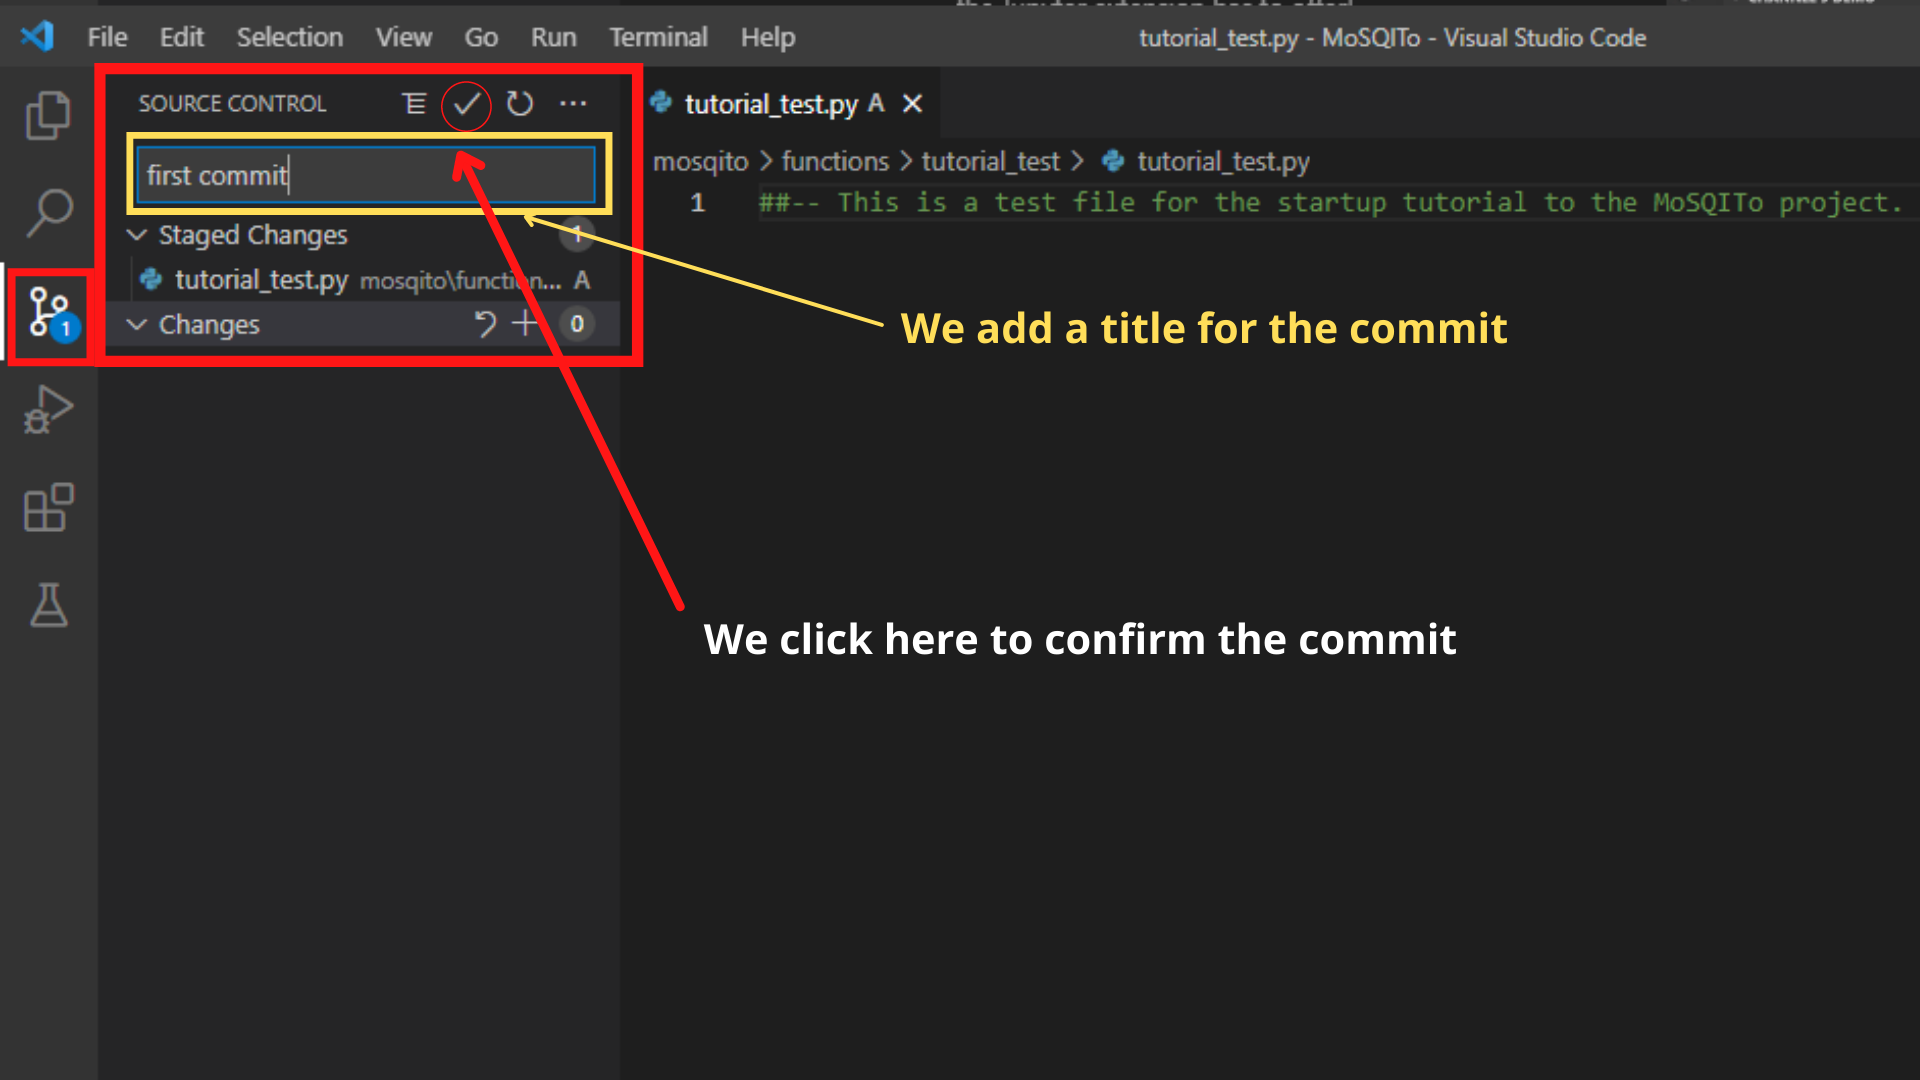 File Edit Selection View Go Run Terminal Help tutorial_test.py - MoSQITo - Visual Studio Code
SOURCE CONTROL
tutorial_test.py A
first commit
mosqito > functions > tutorial_test > tutorial_test.py
1 ##-- This is a test file for the startup tutorial to the MoSQITo project.
Staged Changes 1
tutorial_test.py mosqito\function... A
Changes 0
1
We add a title for the commit
We click here to confirm the commit